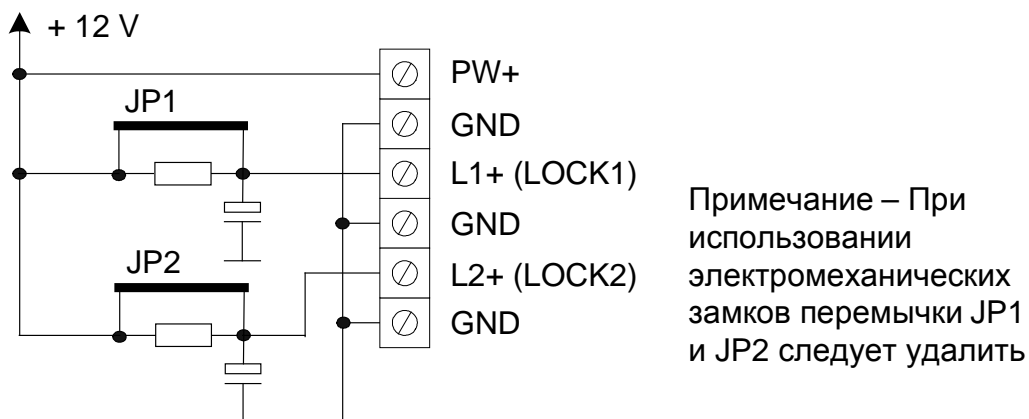 + 12 V
PW+
JP1
GND
L1+ (LOCK1)
GND
JP2
L2+ (LOCK2)
GND
Примечание – При
использовании
электромеханических
замков перемычки JP1
и JP2 следует удалить